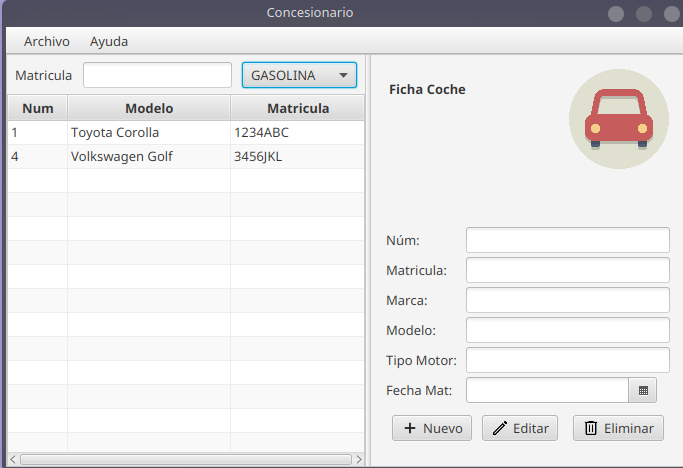 Concesionario
Archivo Ayuda
Matricula GASOLINA
Num Modelo Matricula
1 Toyota Corolla 1234ABC
4 Volkswagen Golf 3456JKL
Ficha Coche
Núm:
Matricula:
Marca:
Modelo:
Tipo Motor:
Fecha Mat:
Nuevo Editar Eliminar